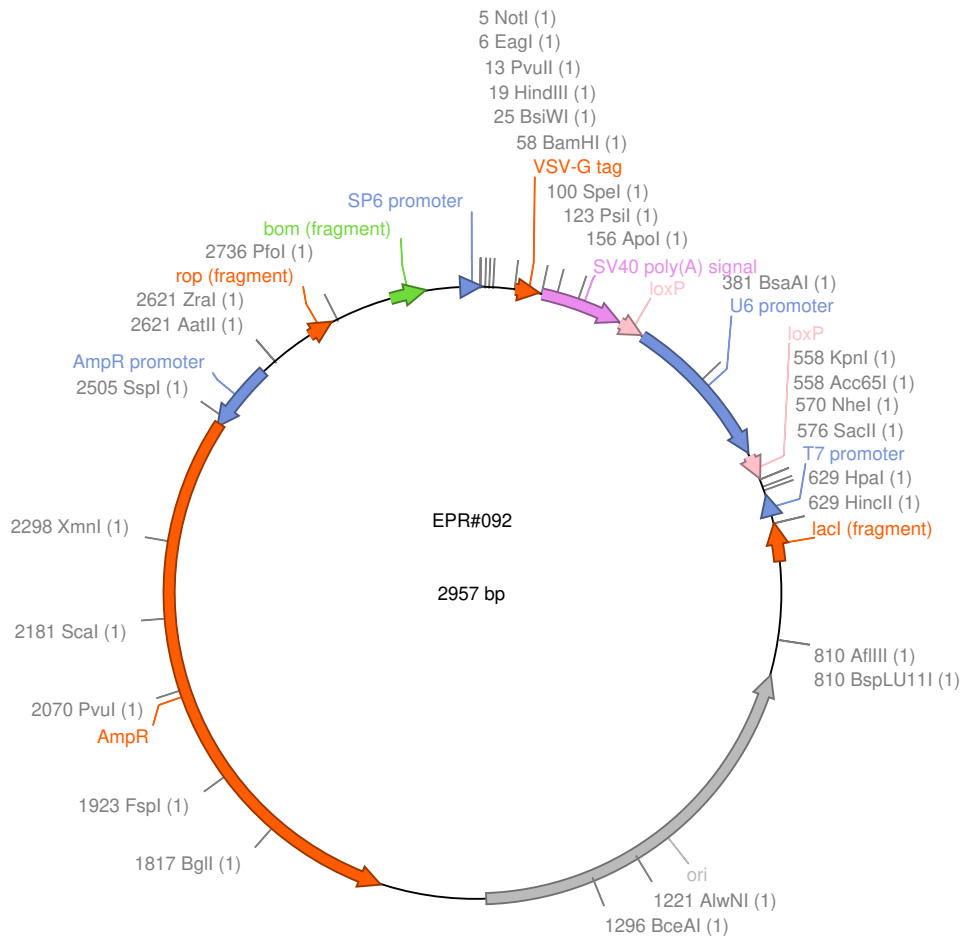 5 NotI (1)
6 EagI (1)
13 PvuII (1)
19 HindIII (1)
25 BsiWI (1)
58 BamHI (1)
VSV-G tag
100 SpeI (1)
123 PsiI (1)
156 ApoI (1)
SV40 poly(A) signal
loxP
381 BsaAI (1)
U6 promoter
loxP
558 KpnI (1)
558 Acc65I (1)
570 NheI (1)
576 SacII (1)
T7 promoter
629 HpaI (1)
629 HincII (1)
lacI (fragment)
810 AflIII (1)
810 BspLU11I (1)
ori
1221 AlwNI (1)
1296 BceAI (1)
1817 BglI (1)
1923 FspI (1)
AmpR
2070 PvuI (1)
2181 ScaI (1)
2298 XmnI (1)
2505 SspI (1)
AmpR promoter
2621 AatII (1)
2621 ZraI (1)
rop (fragment)
2736 PfoI (1)
bom (fragment)
SP6 promoter
EPR#092
2957 bp